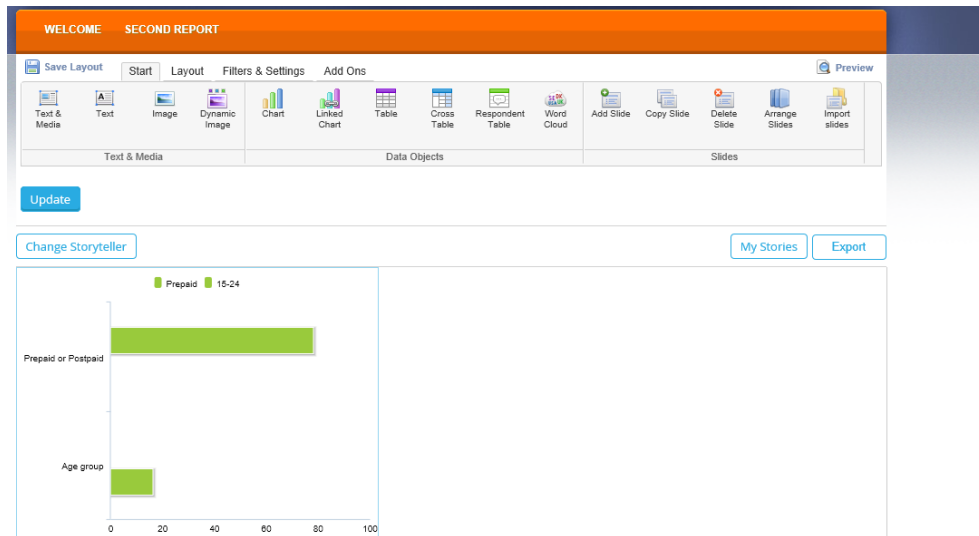 WELCOME SECOND REPORT
Save Layout Start Layout Filters & Settings Add Ons Preview
Text & Media Text Image Dynamic Image Chart Linked Chart Table Cross Table Respondent Table Word Cloud Add Slide Copy Slide Delete Slide Arrange Slides Import slides
Text & Media Data Objects Slides
Update
Change Storyteller My Stories Export
Prepaid 15-24
Prepaid or Postpaid
Age group
0 20 40 60 80 100